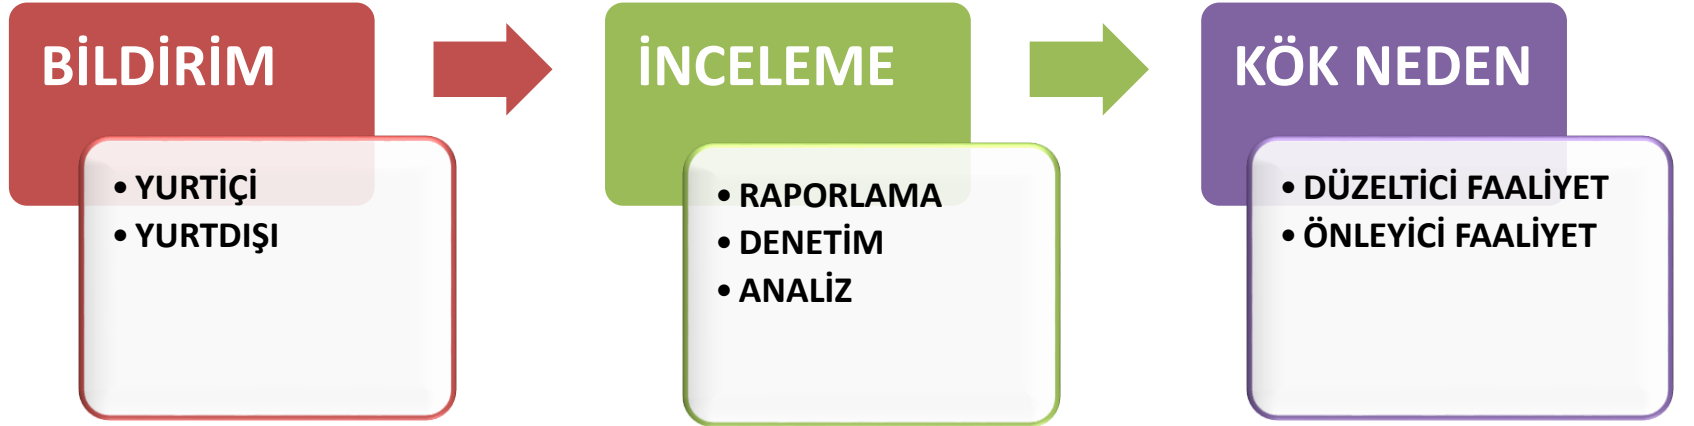 BİLDİRİM
• YURTİÇİ
• YURTDIŞI
İNCELEME
• RAPORLAMA
• DENETİM
• ANALİZ
KÖK NEDEN
• DÜZELTİCİ FAALİYET
• ÖNLEYİCİ FAALİYET